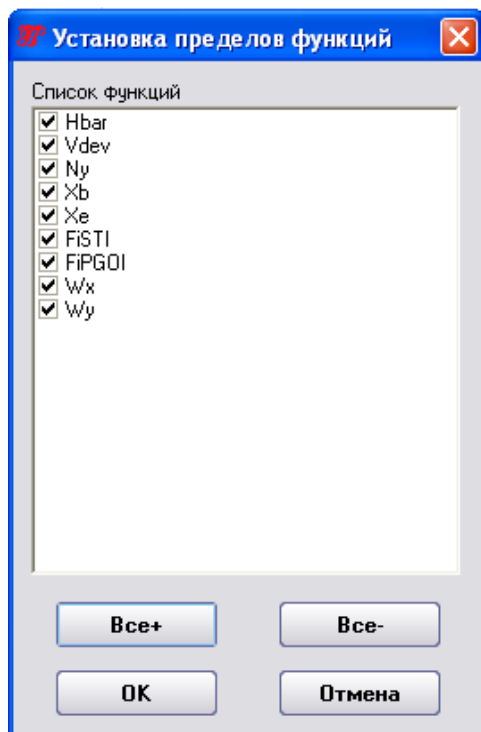 Установка пределов функций
Список функций
Hbar
Vdev
Ny
Xb
Xe
FiSTI
FiPGOI
Wx
Wy
Все+ Все-
OK Отмена